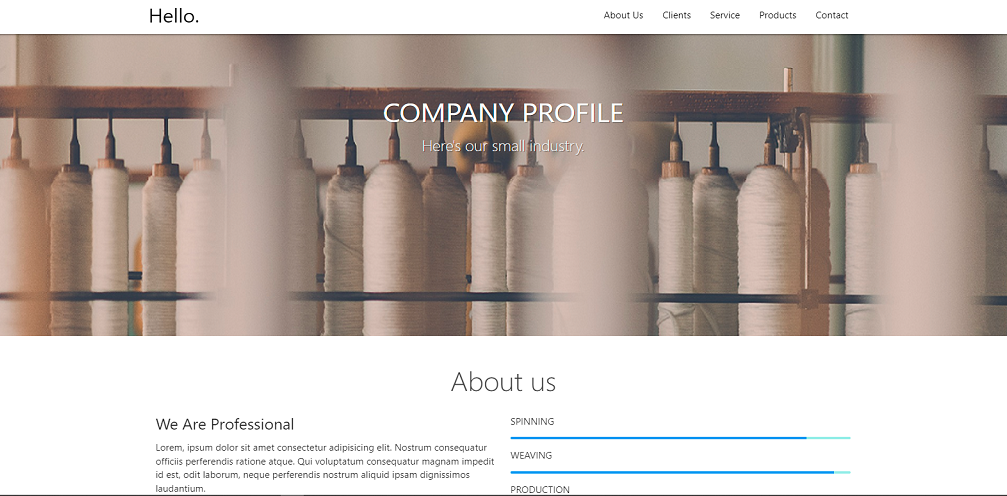 Hello.
About Us Clients Service Products Contact
COMPANY PROFILE
Here's our small industry.
About us
We Are Professional
Lorem, ipsum dolor sit amet consectetur adipisicing elit. Nostrum consequatur
officiis perferendis ratione atque. Qui voluptatum consequatur magnam impedit
id est, odit laborum, neque perferendis nostrum aliquid ipsam dignissimos
laudantium.
SPINNING
WEAVING
PRODUCTION